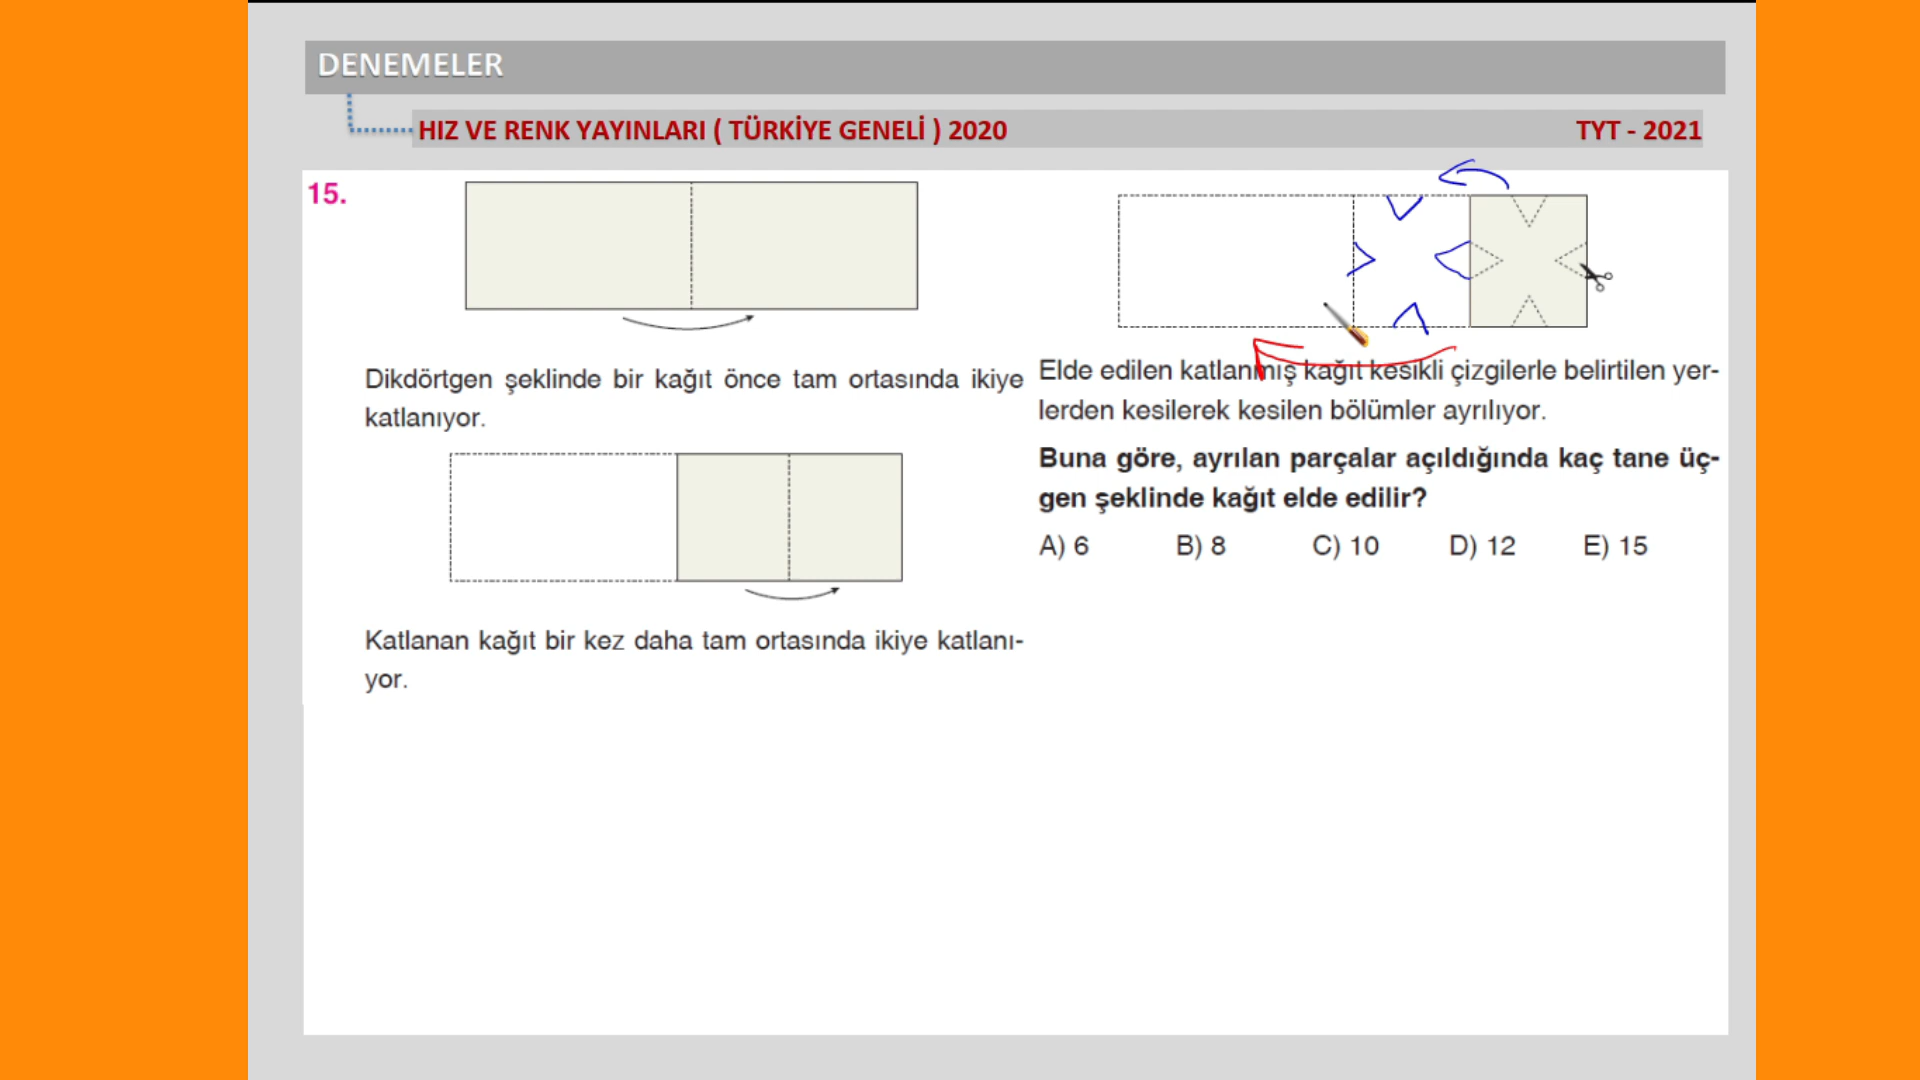 DENEMELER
HIZ VE RENK YAYINLARI ( TÜRKİYE GENELİ ) 2020
TYT - 2021
15.
Dikdörtgen şeklinde bir kağıt önce tam ortasında ikiye
katlanıyor.
Katlanan kağıt bir kez daha tam ortasında ikiye katlanı-
yor.
Elde edilen katlanmış kağıt kesikli çizgilerle belirtilen yer-
lerden kesilerek kesilen bölümler ayrılıyor.
Buna göre, ayrılan parçalar açıldığında kaç tane üç-
gen şeklinde kağıt elde edilir?
A) 6 B) 8 C) 10 D) 12 E) 15